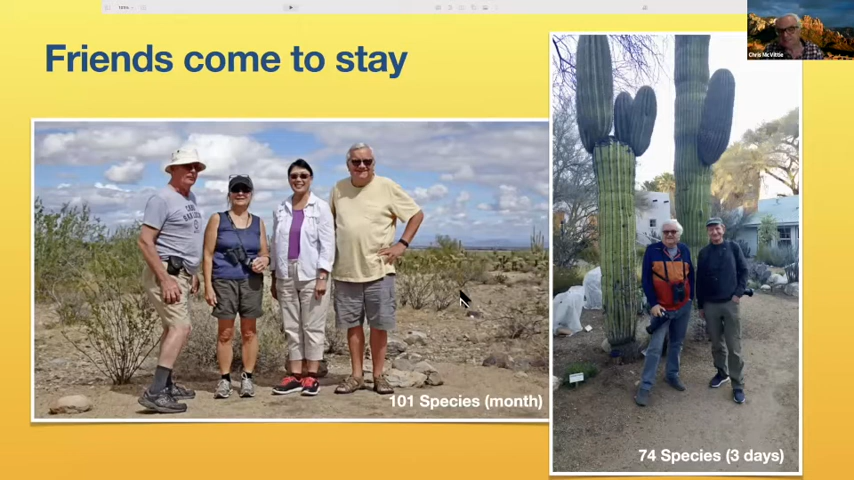 Friends come to stay
Chris McVittie
101 Species (month)
74 Species (3 days)